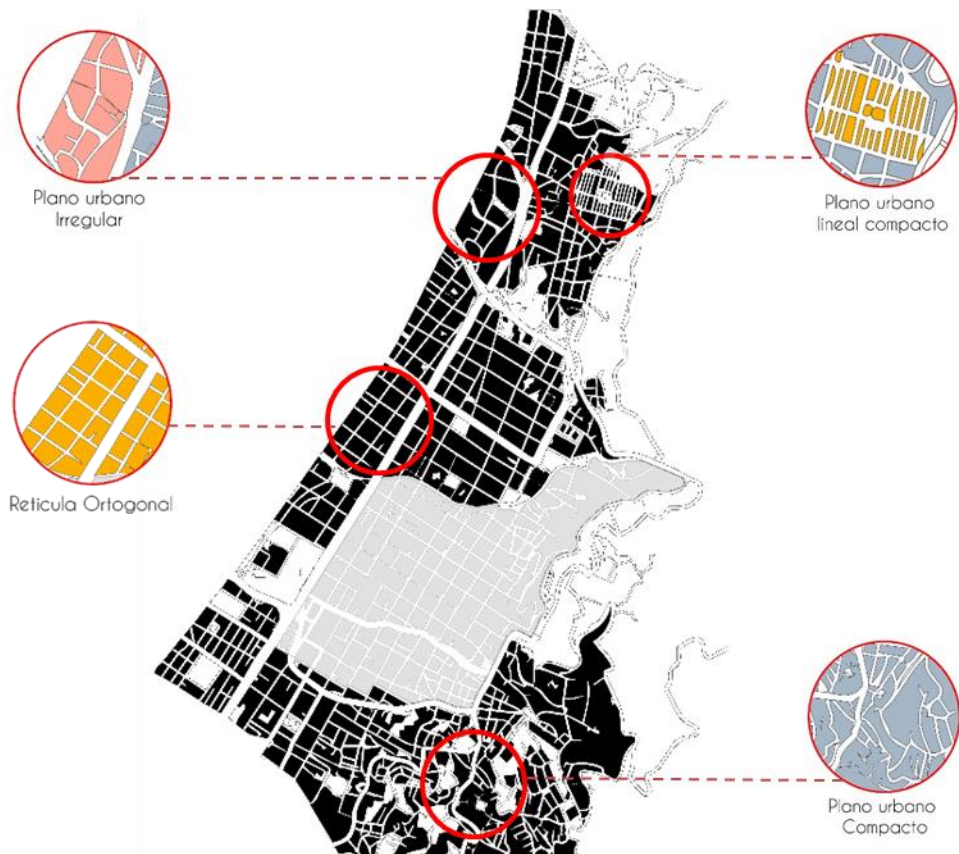 Plano urbano
Irregular
Plano urbano
lineal compacto
Reticula Ortogonal
Plano urbano
Compacto